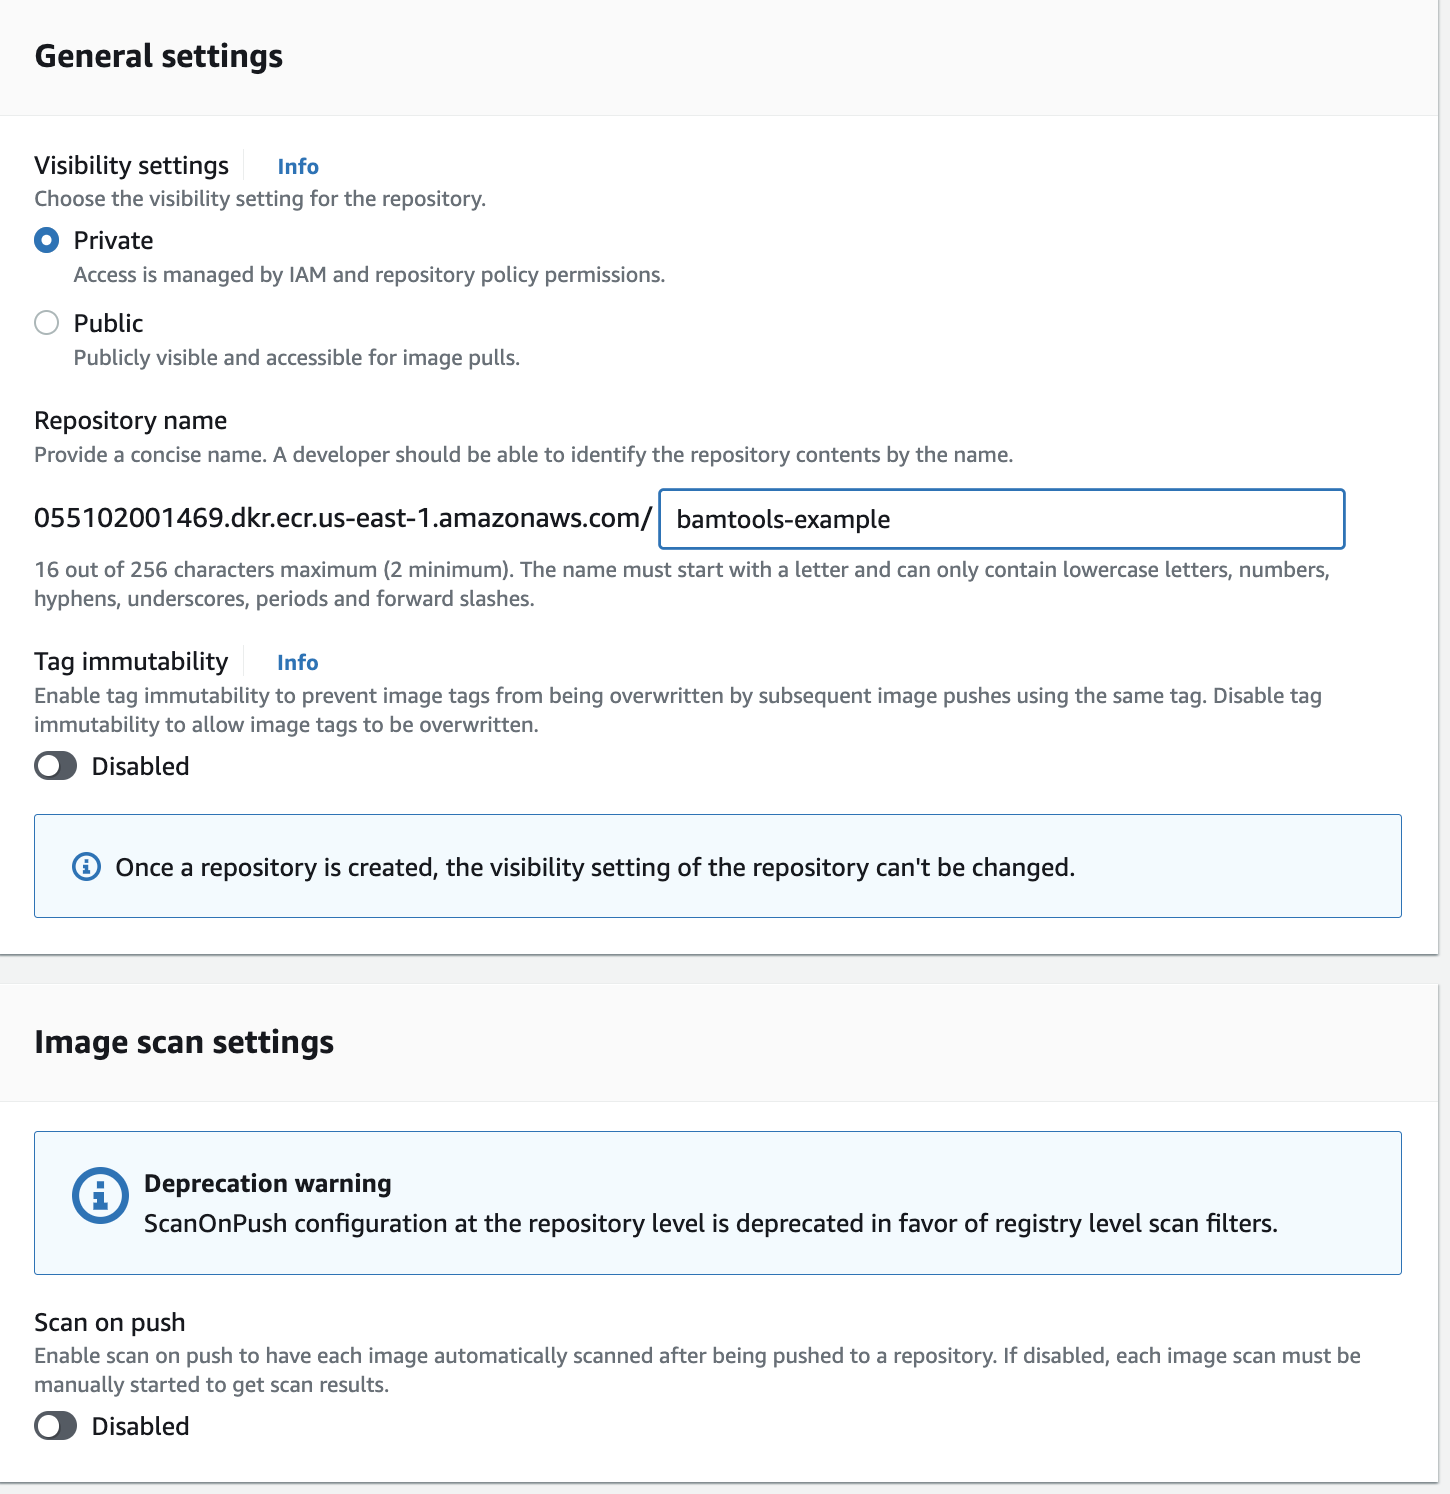 General settings
Visibility settings
Info
Choose the visibility setting for the repository.
Private
Access is managed by IAM and repository policy permissions.
Public
Publicly visible and accessible for image pulls.
Repository name
Provide a concise name. A developer should be able to identify the repository contents by the name.
055102001469.dkr.ecr.us-east-1.amazonaws.com/
bamtools-example
16 out of 256 characters maximum (2 minimum). The name must start with a letter and can only contain lowercase letters, numbers,
hyphens, underscores, periods and forward slashes.
Tag immutability
Info
Enable tag immutability to prevent image tags from being overwritten by subsequent image pushes using the same tag. Disable tag
immutability to allow image tags to be overwritten.
Disabled
Once a repository is created, the visibility setting of the repository can't be changed.
Image scan settings
Deprecation warning
ScanOnPush configuration at the repository level is deprecated in favor of registry level scan filters.
Scan on push
Enable scan on push to have each image automatically scanned after being pushed to a repository. If disabled, each image scan must be
manually started to get scan results.
Disabled